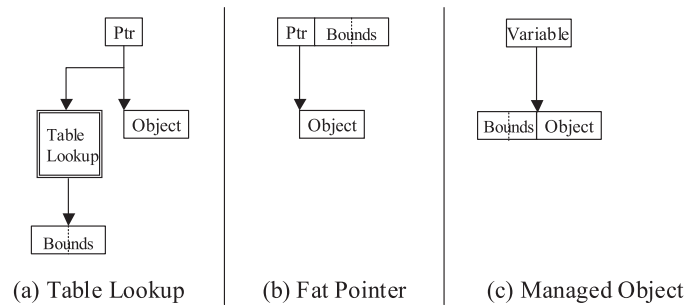 Ptr
Table
Lookup
Object
Bounds
(a) Table Lookup
Ptr
Bounds
Object
(b) Fat Pointer
Variable
Bounds
Object
(c) Managed Object